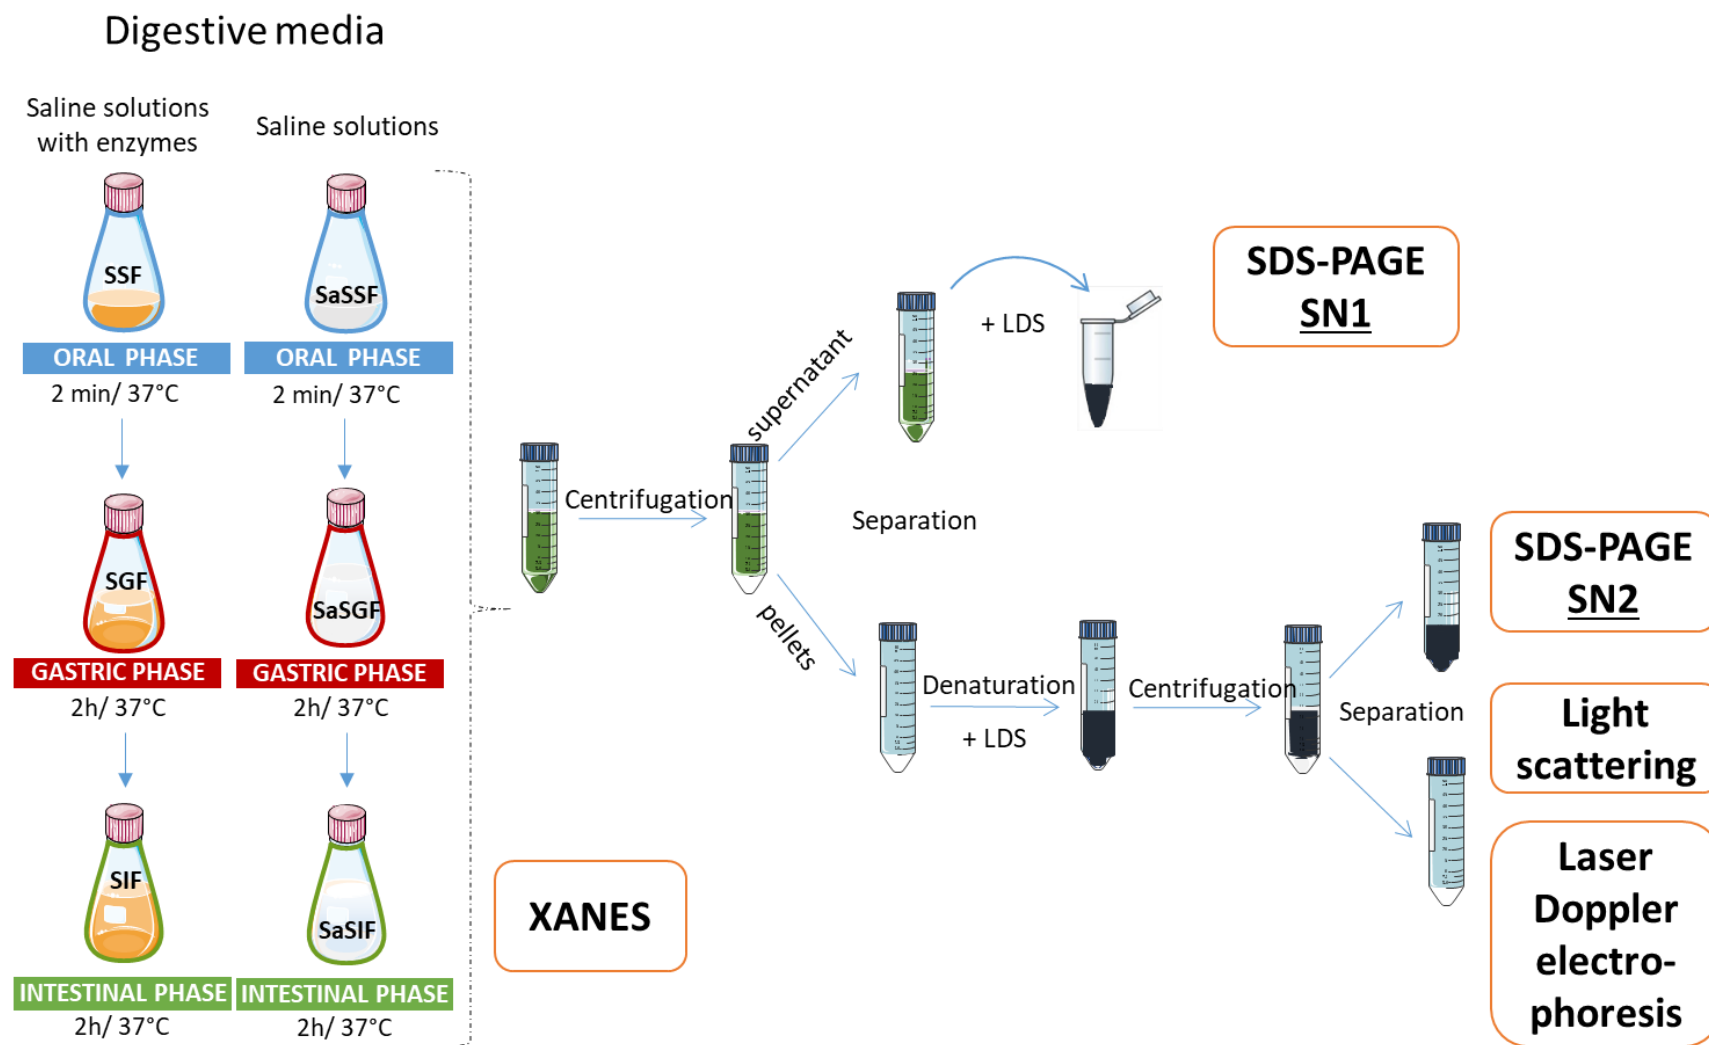 Digestive media
Saline solutions
with enzymes
Saline solutions
SSF
SaSSF
ORAL PHASE
ORAL PHASE
2 min/ 37°C
2 min/ 37°C
SGF
SaSGF
GASTRIC PHASE
GASTRIC PHASE
2h/ 37°C
2h/ 37°C
SIF
SaSIF
INTESTINAL PHASE
INTESTINAL PHASE
2h/ 37°C
2h/ 37°C
XANES
Centrifugation
supernatant
Separation
pellets
+ LDS
SDS-PAGE
SN1
Denaturation
+ LDS
Centrifugation
Separation
SDS-PAGE
SN2
Light
scattering
Laser
Doppler
electro-
phoresis